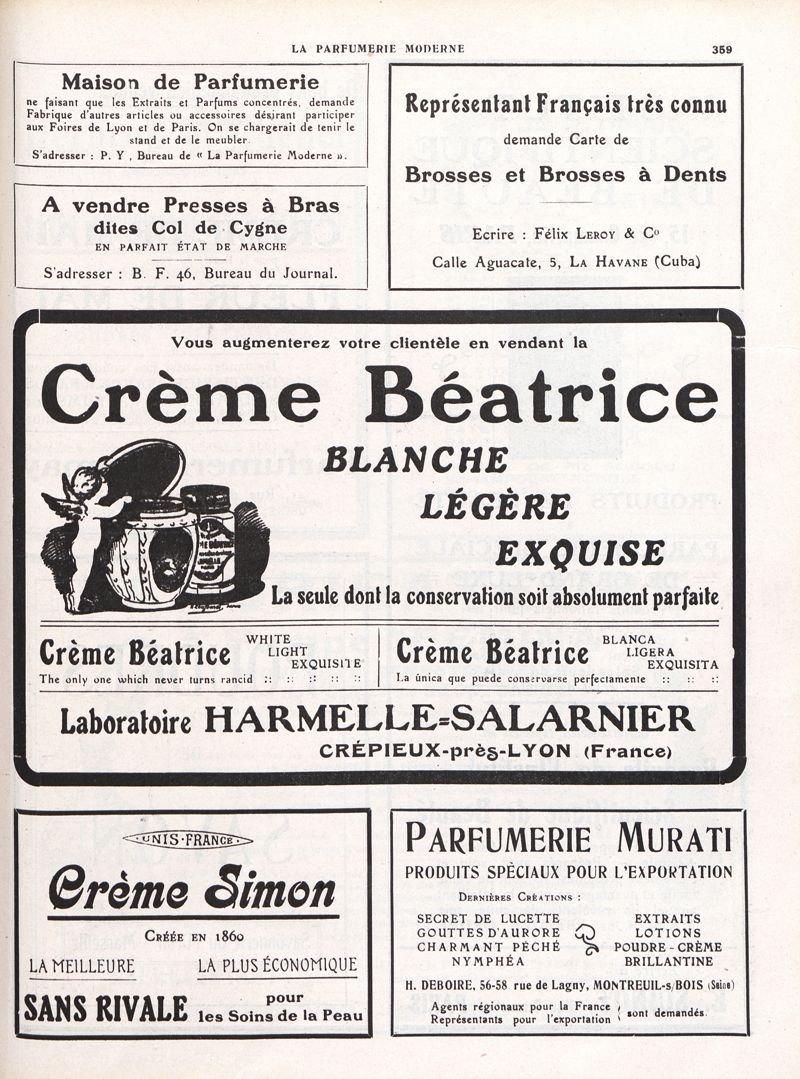 LA PARFUMERIE MODERNE
359
Maison de Parfumerie
ne faisant que les Extraits et Parfums concentrés, demande
Fabrique d'autres articles ou accessoires désirant participer
aux Foires de Lyon et de Paris. On se chargerait de tenir le
stand et de le meubler.
S'adresser : P. Y , Bureau de « La Parfumerie Moderne ».
A vendre Presses à Bras
dites Col de Cygne
EN PARFAIT ÉTAT DE MARCHE
S'adresser : B. F. 46, Bureau du Journal.
Représentant Français très connu
demande Carte de
Brosses et Brosses à Dents
Ecrire : Félix LEROY & Cº
Calle Aguacate, 5, LA HAVANE (Cuba)
Vous augmenterez votre clientèle en vendant la
Crème Béatrice
BLANCHE
LÉGÈRE
EXQUISE
La seule dont la conservation soit absolument parfaite
Crème Béatrice
WHITE
LIGHT
EXQUISITE
The only one which never turns rancid :: :: :: :: ::
Crème Béatrice
BLANCA
LIGERA
EXQUISITA
La única que puede conservarse perfectamente :: :: ::
Laboratoire HARMELLE=SALARNIER
CRÉPIEUX-près-LYON (France)
·UNIS·FRANCE·
Crème Simon
CRÉÉE EN 1860
LA MEILLEURE LA PLUS ÉCONOMIQUE
SANS RIVALE pour
les Soins de la Peau
PARFUMERIE MURATI
PRODUITS SPÈCIAUX POUR L'EXPORTATION
DERNIÈRES CRÉATIONS :
SECRET DE LUCETTE
GOUTTES D'AURORE
CHARMANT PÉCHÉ
NYMPHÉA
EXTRAITS
LOTIONS
POUDRE - CRÈME
BRILLANTINE
H. DEBOIRE, 56-58 rue de Lagny, MONTREUIL-s/BOIS (Seine)
Agents régionaux pour la France
Représentants pour l'exportation
sont demandés.